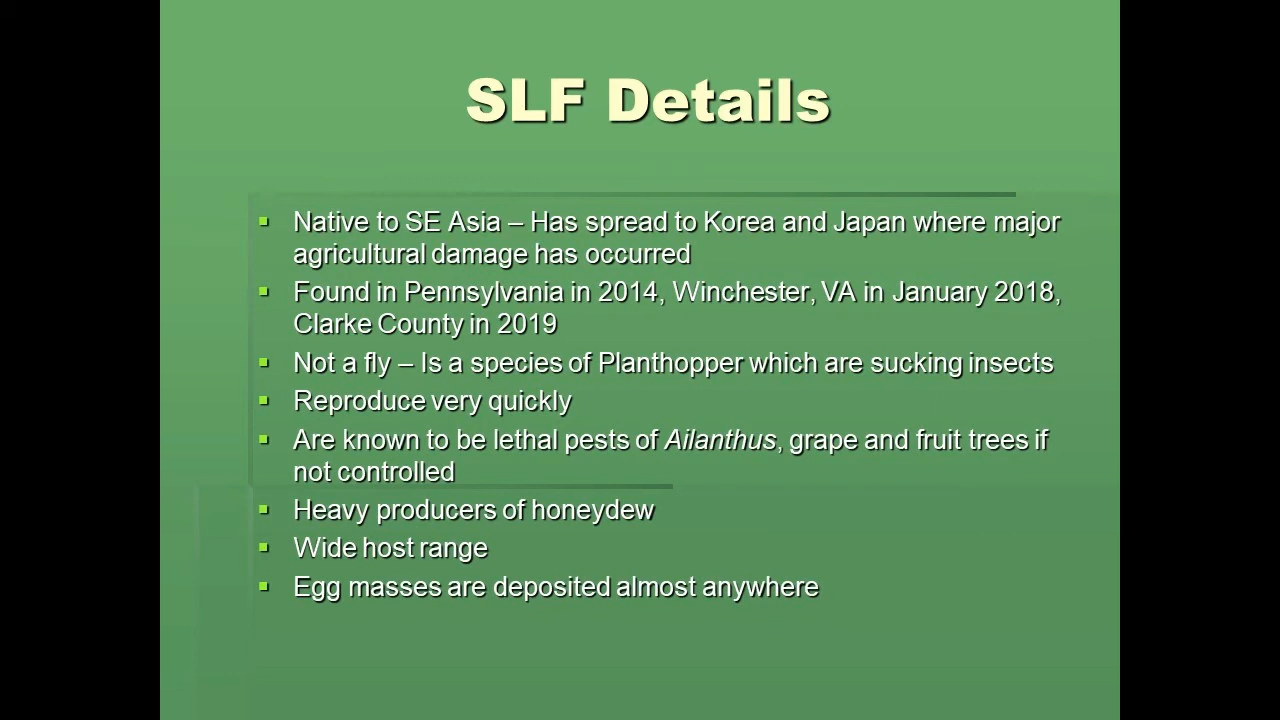 SLF Details
▪ Native to SE Asia – Has spread to Korea and Japan where major
agricultural damage has occurred
▪ Found in Pennsylvania in 2014, Winchester, VA in January 2018,
Clarke County in 2019
▪ Not a fly – Is a species of Planthopper which are sucking insects
▪ Reproduce very quickly
▪ Are known to be lethal pests of Ailanthus, grape and fruit trees if
not controlled
▪ Heavy producers of honeydew
▪ Wide host range
▪ Egg masses are deposited almost anywhere